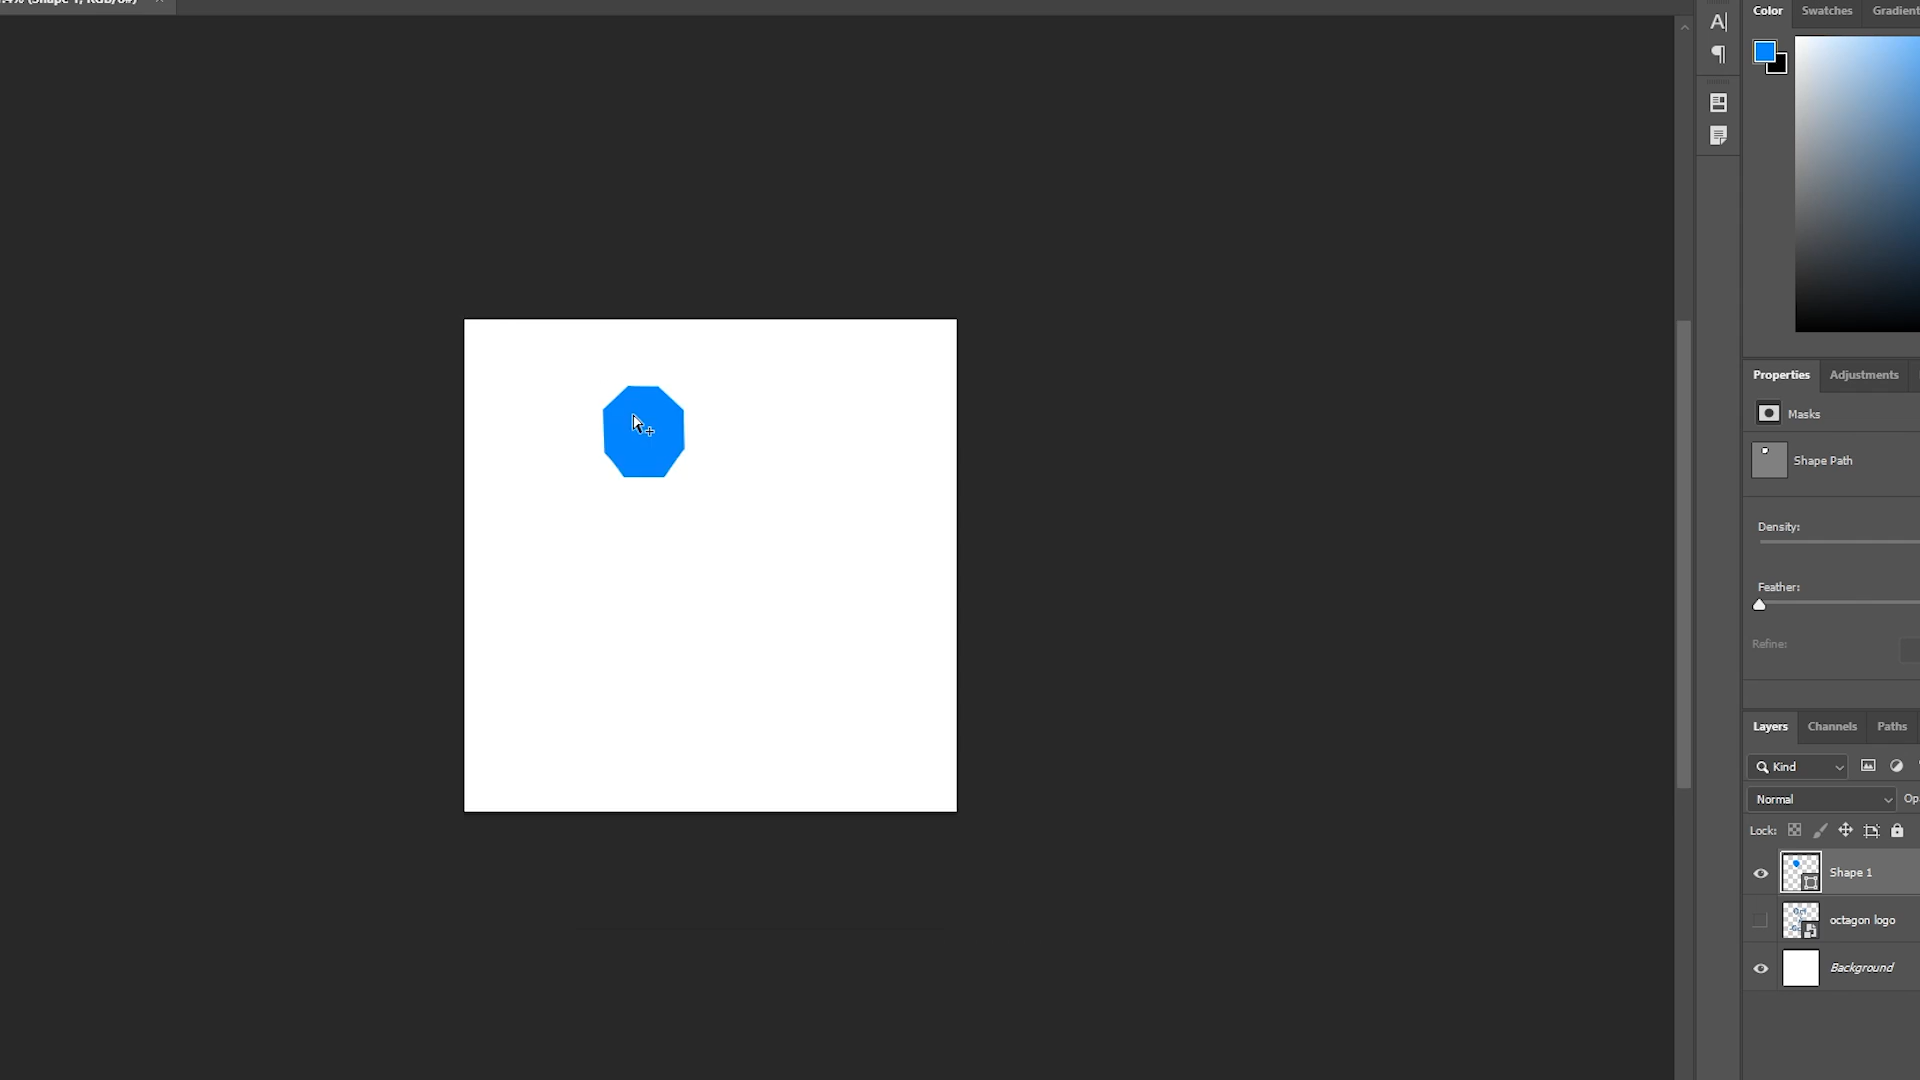 Color Swatches Gradient
Properties Adjustments
Masks
Shape Path
Density:
Feather:
Refine:
Layers Channels Paths
Kind
Normal
Lock:
Shape 1
octagon logo
Background